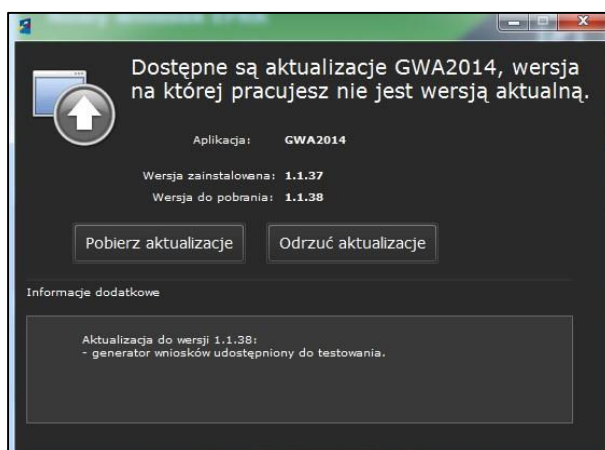 Dostępne są aktualizacje GWA2014, wersja
na której pracujesz nie jest wersją aktualną.
Aplikacja: GWA2014
Wersja zainstalowana: 1.1.37
Wersja do pobrania: 1.1.38
Pobierz aktualizacje Odrzuć aktualizacje
Informacje dodatkowe
Aktualizacja do wersji 1.1.38:
- generator wniosków udostępniony do testowania.